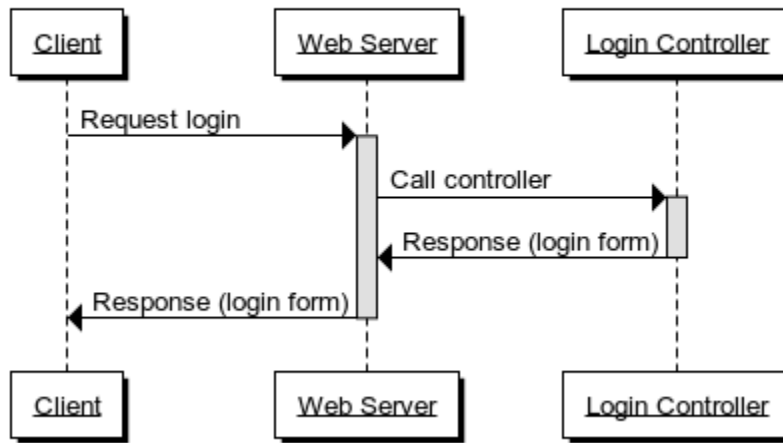 Client
Web Server
Login Controller
Request login
Call controller
Response (login form)
Response (login form)
Client
Web Server
Login Controller